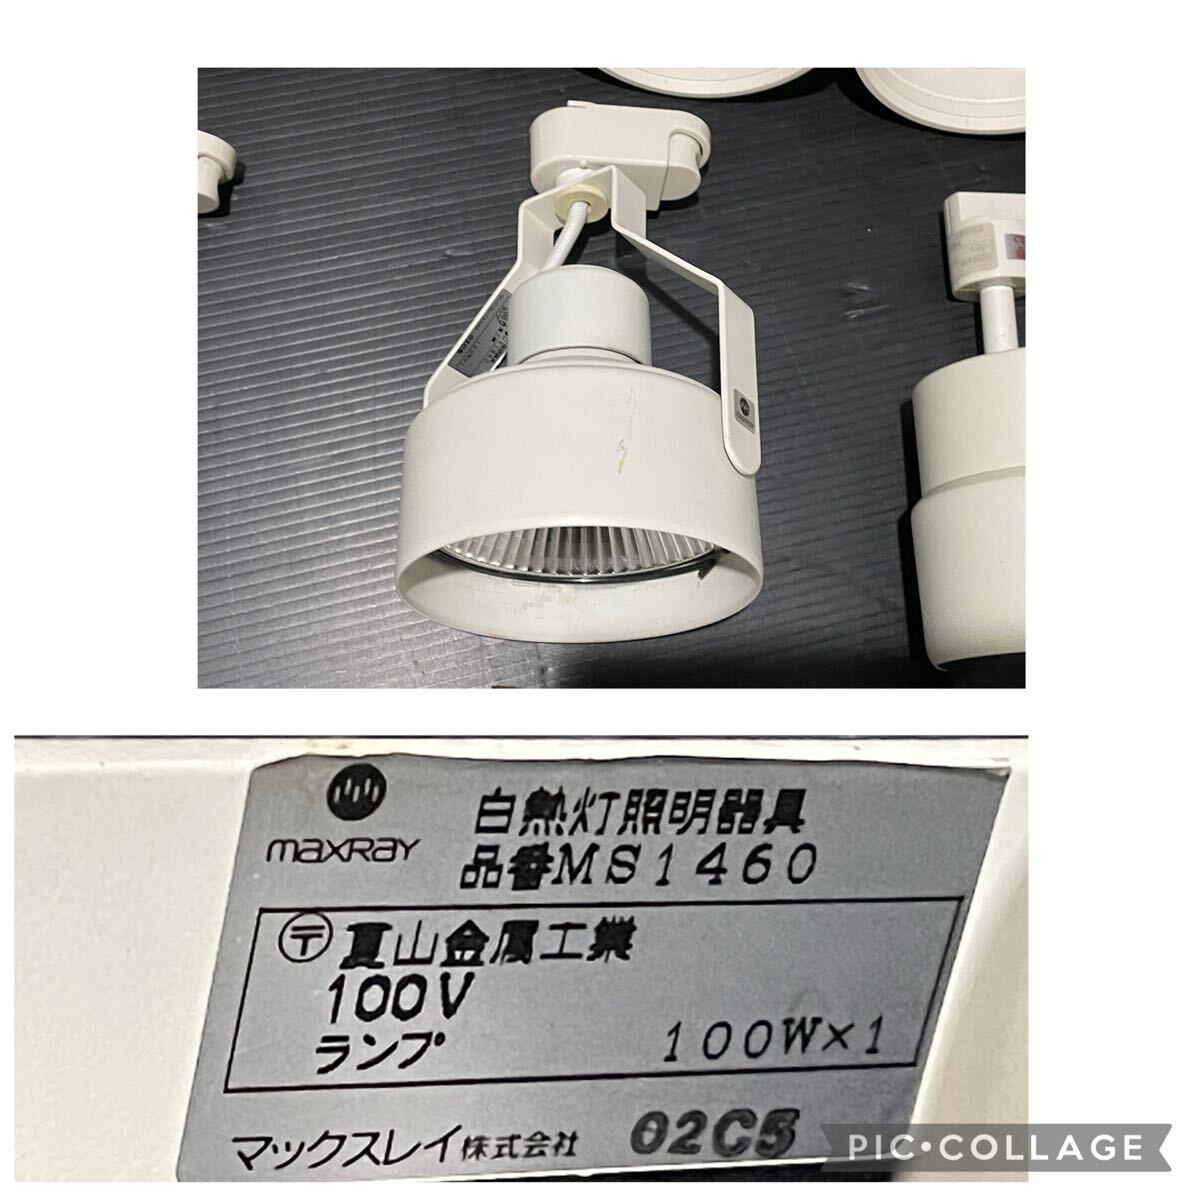 maxray
白熱灯照明器具
品番MS1460
〒夏山金属工業
100V
ランプ 100W×1
マックスレイ株式会社 02C5
PIC•COLLAGE